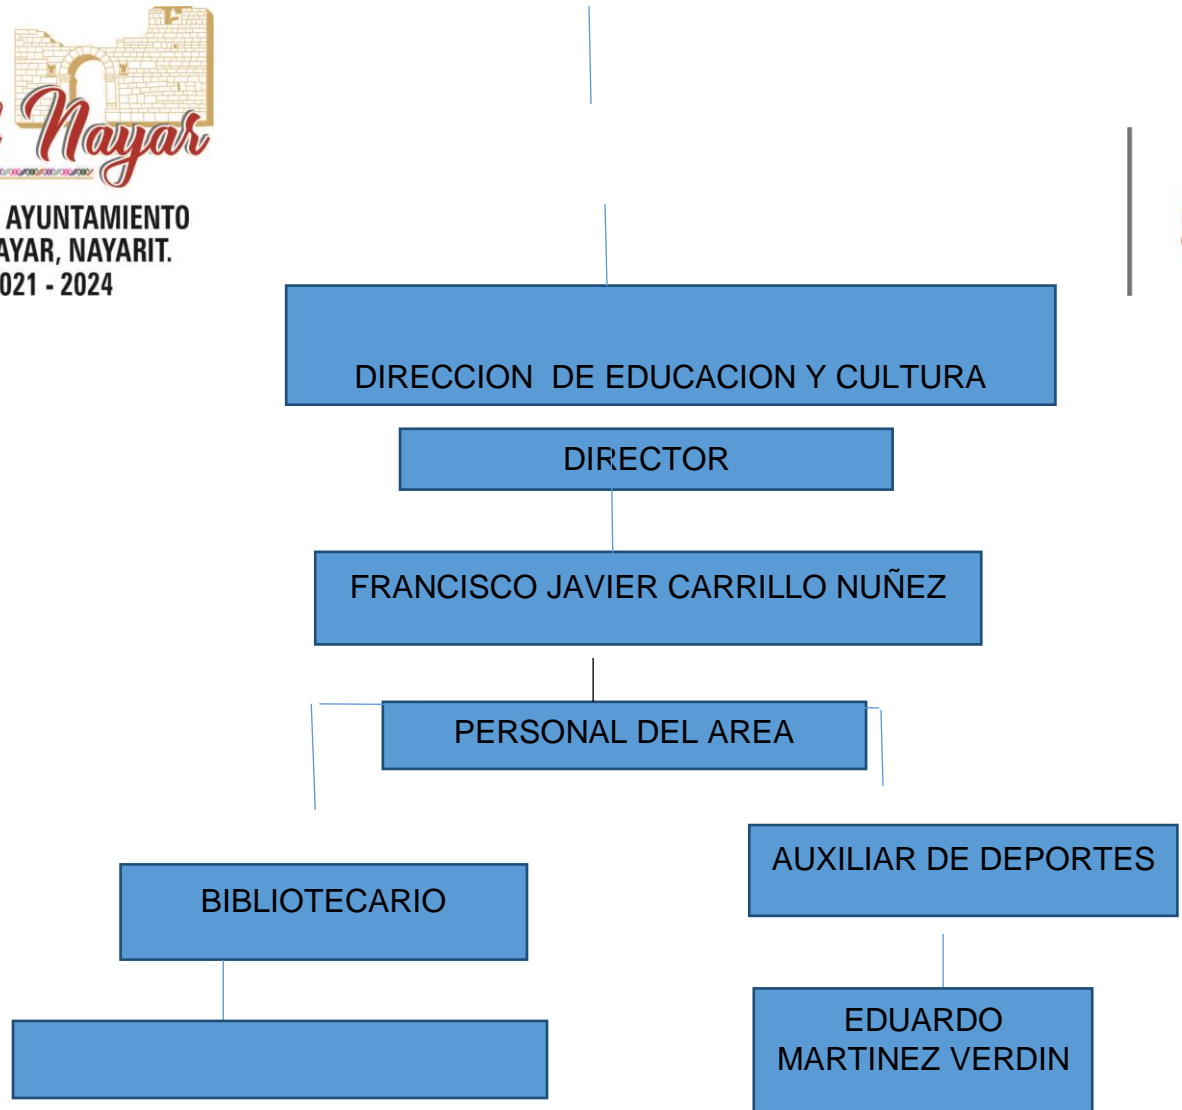 Nayar
AYUNTAMIENTO
AYAR, NAYARIT.
021 - 2024
DIRECCION DE EDUCACION Y CULTURA
DIRECTOR
FRANCISCO JAVIER CARRILLO NUÑEZ
PERSONAL DEL AREA
AUXILIAR DE DEPORTES
BIBLIOTECARIO
EDUARDO
MARTINEZ VERDIN